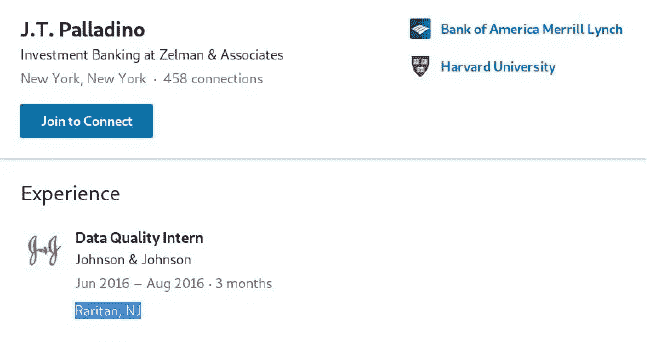 J.T. Palladino
Investment Banking at Zelman & Associates
New York, New York · 458 connections
Join to Connect
Bank of America Merrill Lynch
Harvard University
Experience
Data Quality Intern
Johnson & Johnson
Jun 2016 – Aug 2016 · 3 months
Raritan, NJ